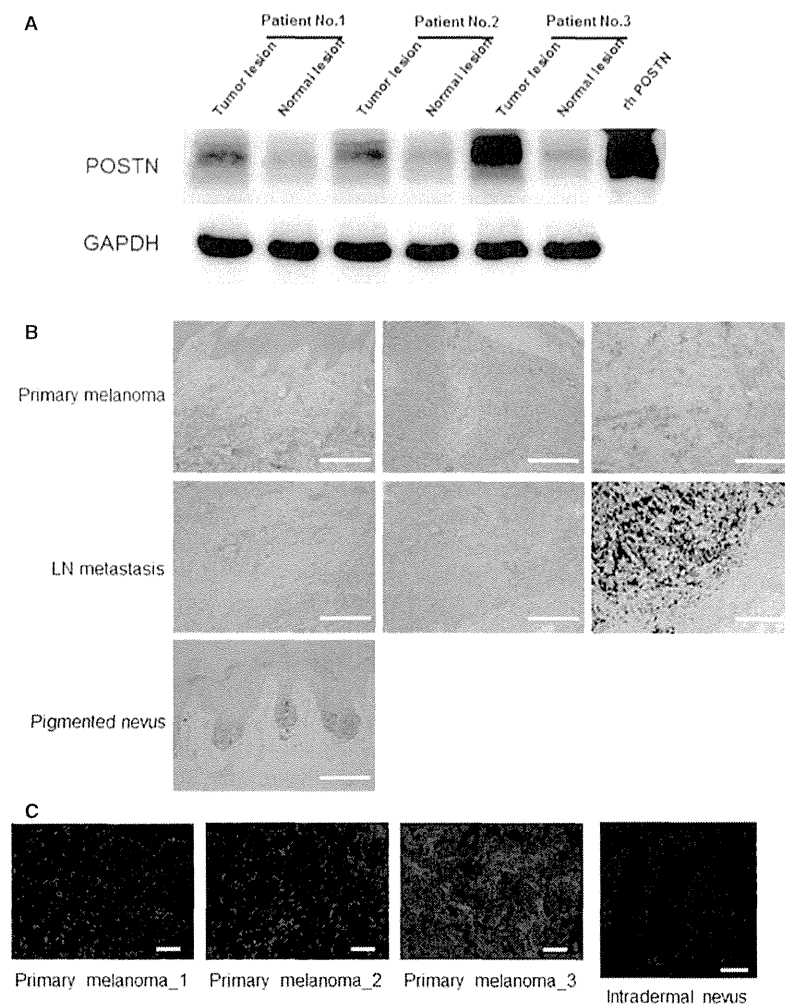 A
Patient No.1 Patient No.2 Patient No.3
Tumor lesion Normal lesion Tumor lesion Normal lesion Tumor lesion Normal lesion rh POSTN
POSTN
GAPDH
B
Primary melanoma
LN metastasis
Pigmented nevus
C
Primary melanoma_1 Primary melanoma_2 Primary melanoma_3 Intradermal nevus